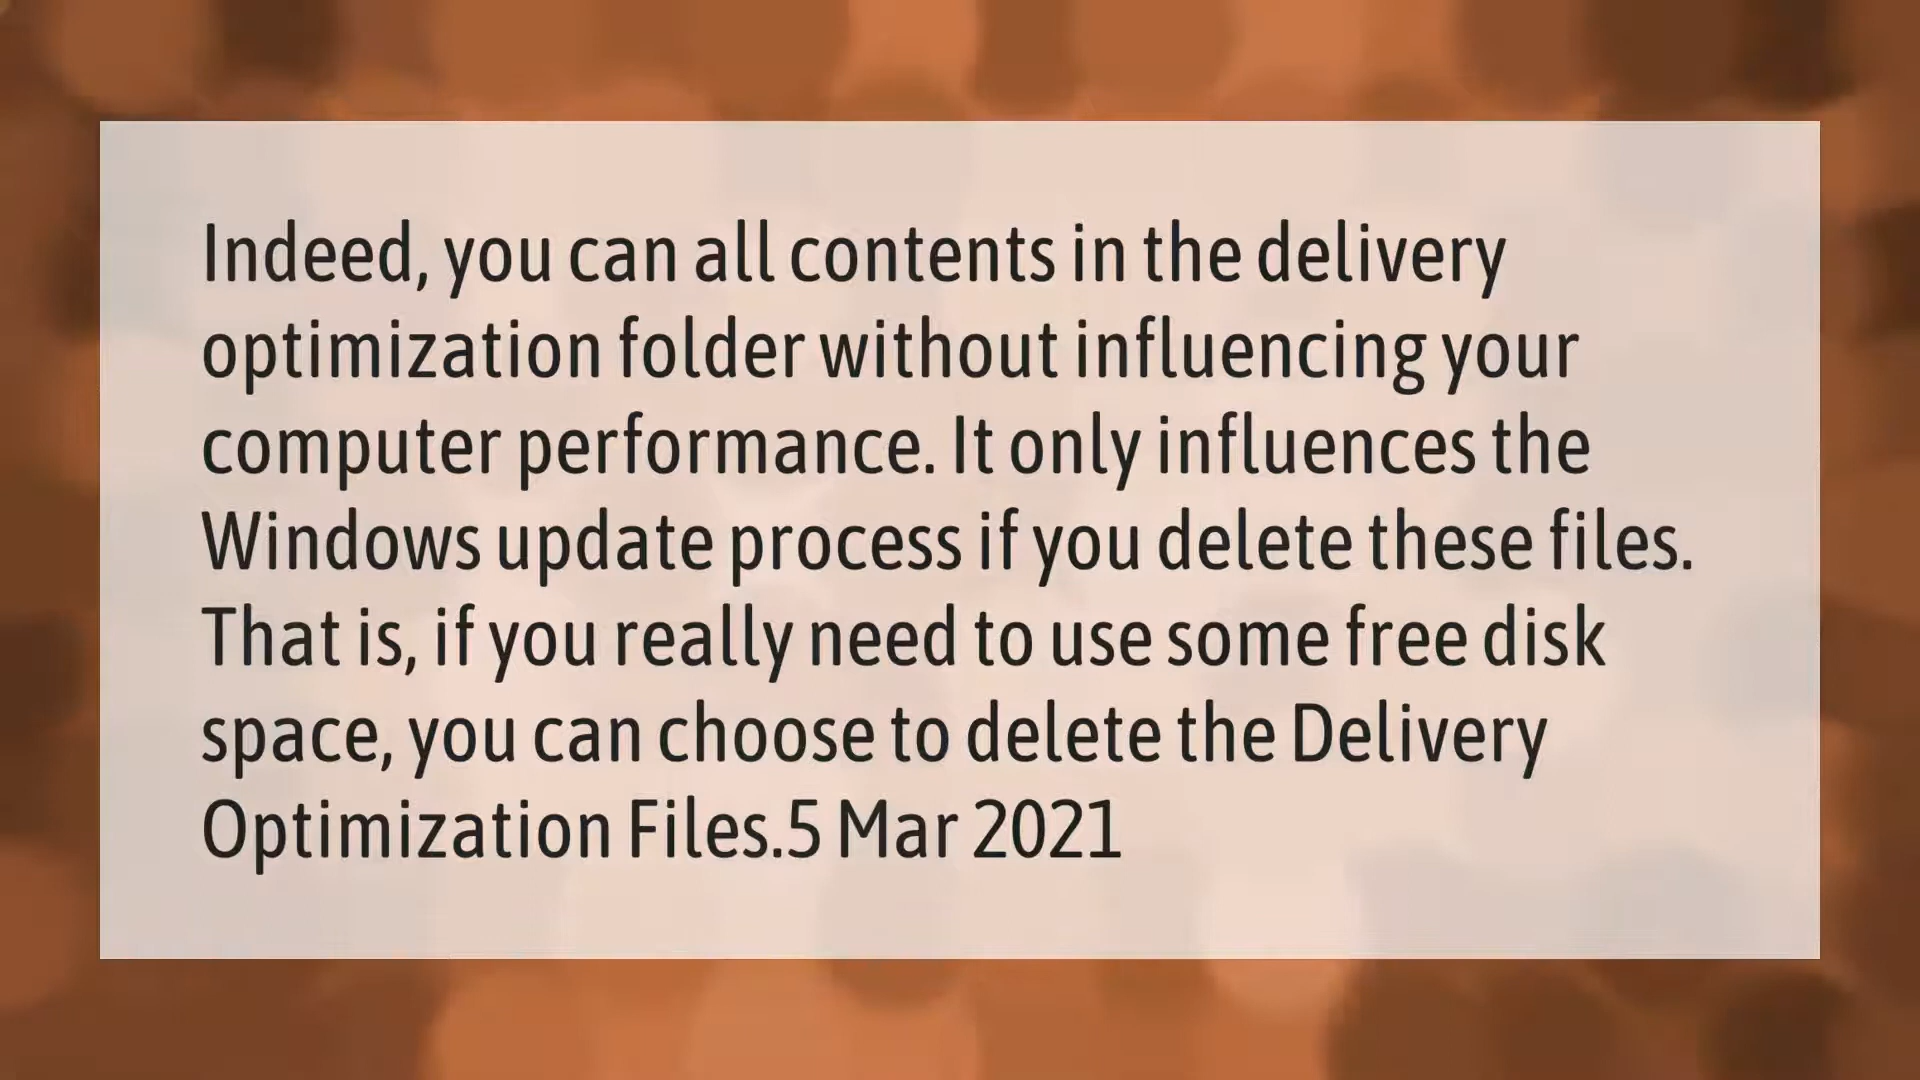 Indeed, you can all contents in the delivery
optimization folder without influencing your
computer performance. It only influences the
Windows update process if you delete these files.
That is, if you really need to use some free disk
space, you can choose to delete the Delivery
Optimization Files.5 Mar 2021